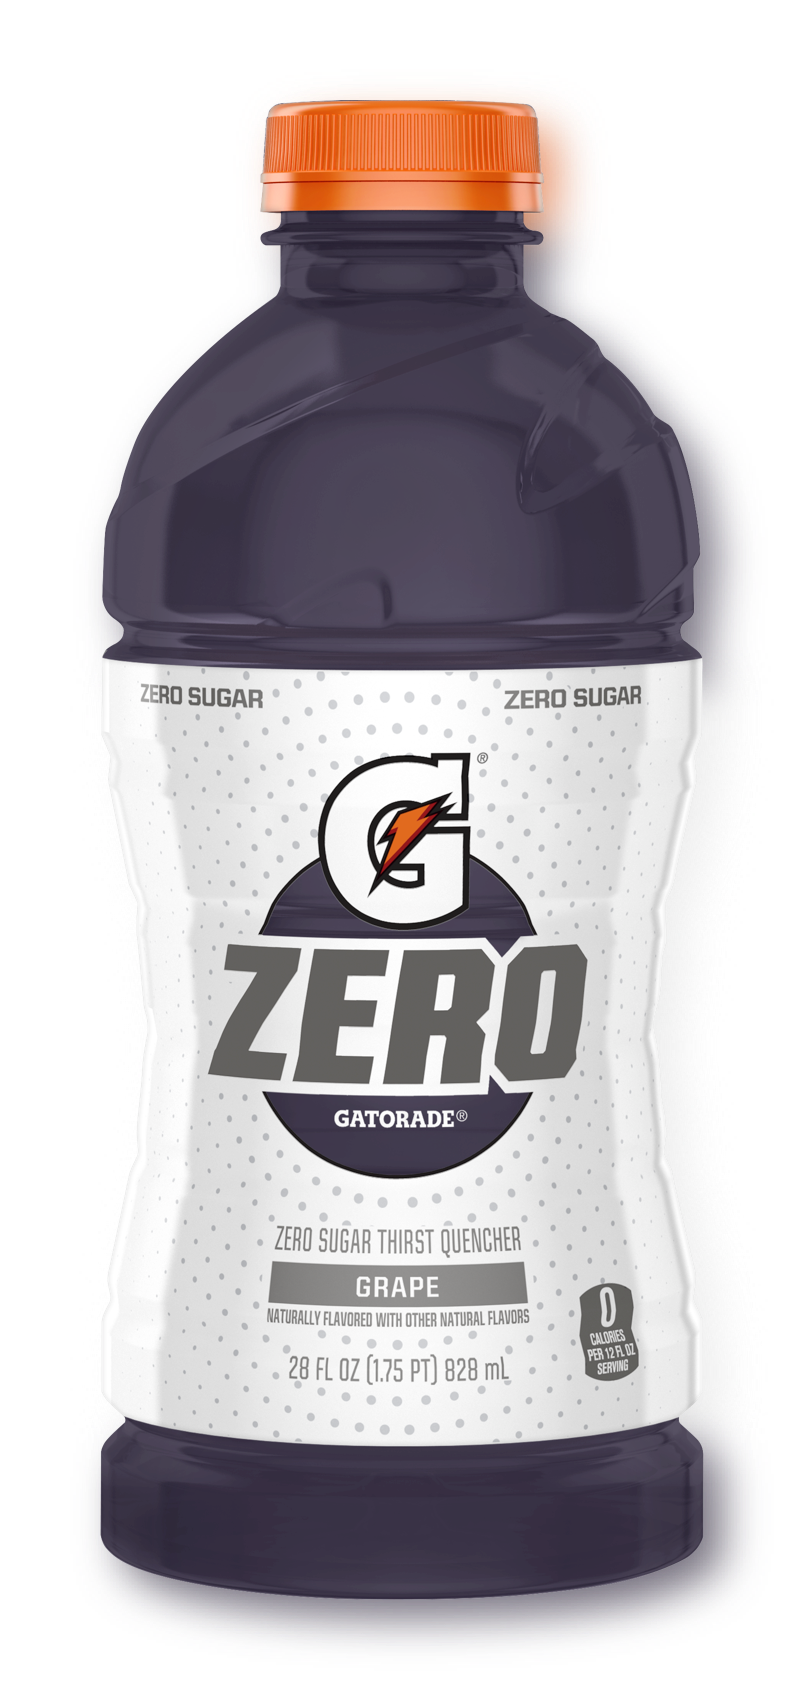 ZERO SUGAR
ZERO SUGAR
G®
ZERO
GATORADE®
ZERO SUGAR THIRST QUENCHER
GRAPE
NATURALLY FLAVORED WITH OTHER NATURAL FLAVORS
28 FL OZ (1.75 PT) 828 mL
0
CALORIES
PER 12 FL OZ
SERVING